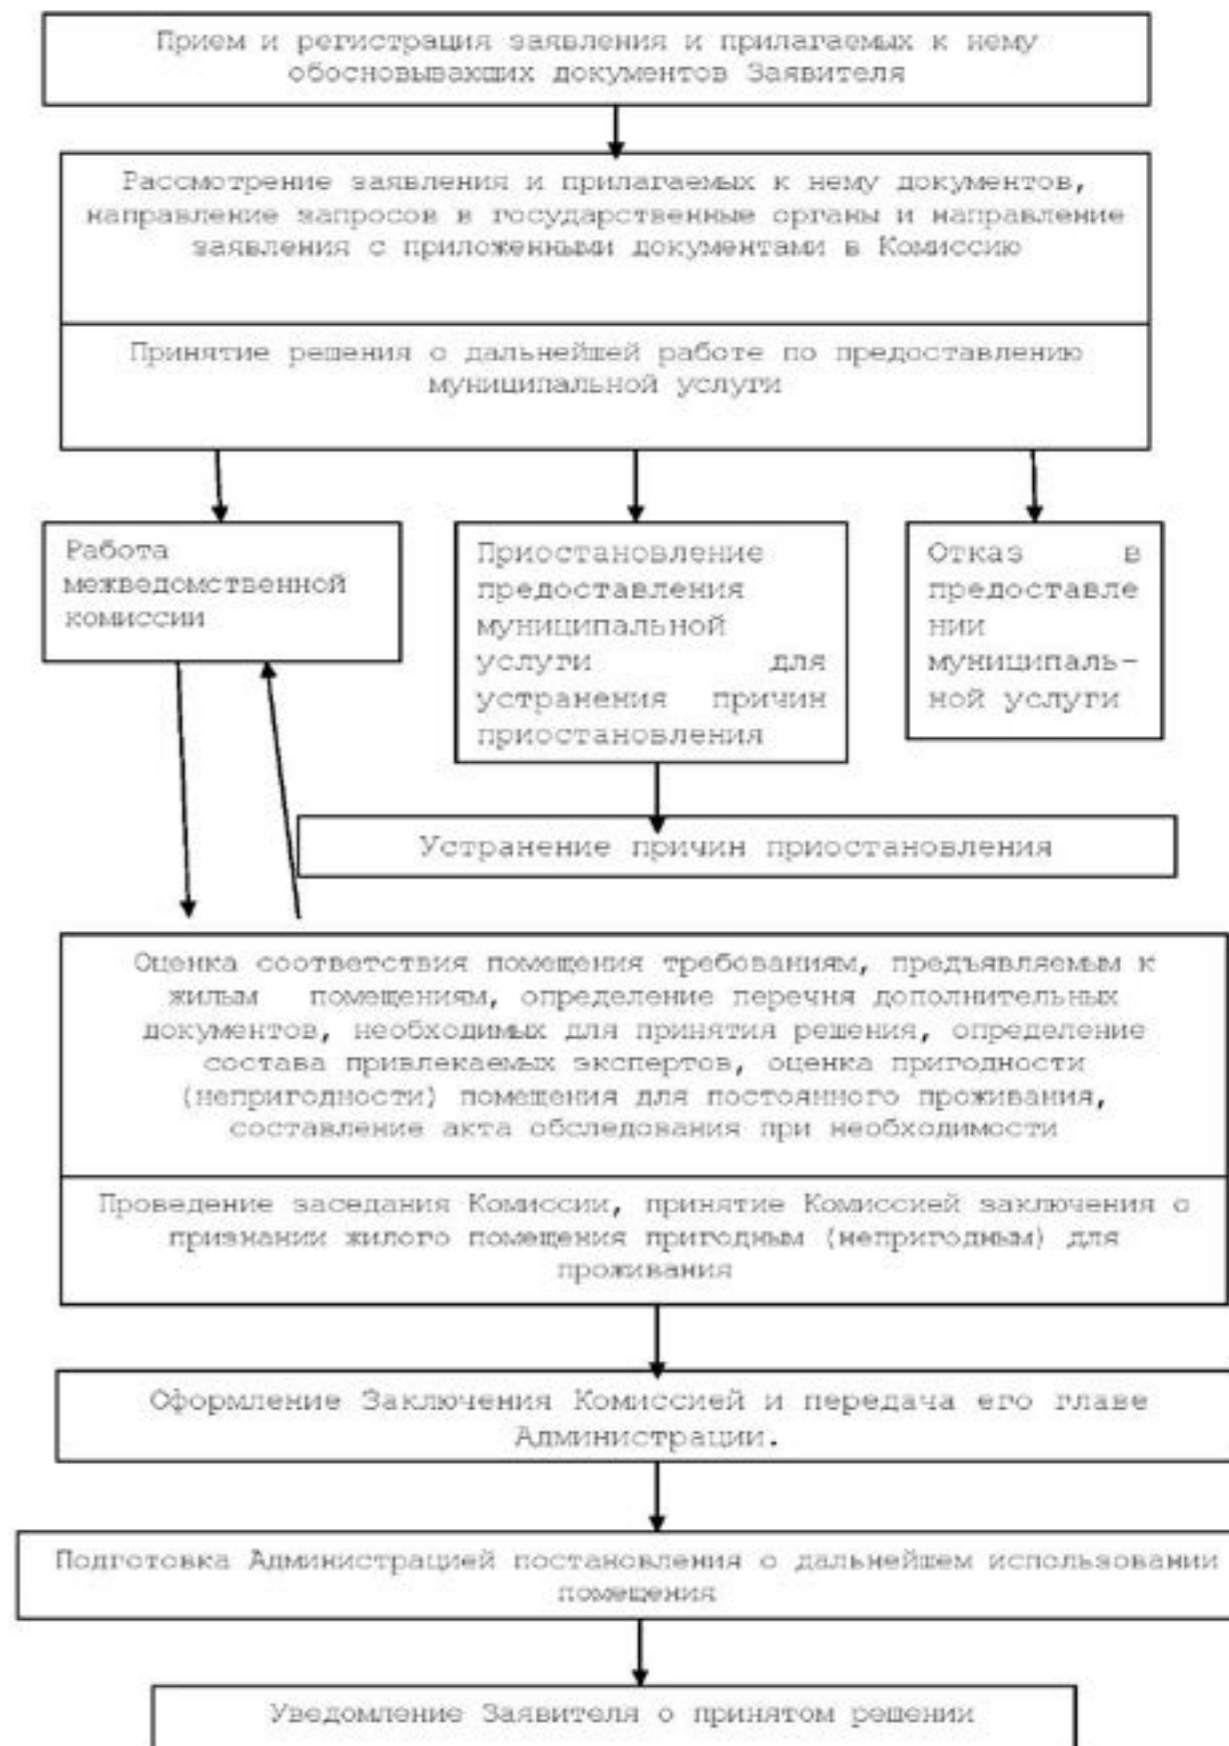 Прием и регистрация заявления и прилагаемых к нему
обосновывающих документов Заявителя
Рассмотрение заявления и прилагаемых к нему документов,
направление запросов в государственные органы и направление
заявления с приложенными документами в Комиссию
Принятие решения о дальнейшей работе по предоставлению
муниципальной услуги
Работа
межведомственной
комиссии
Приостановление
предоставления
муниципальной
услуги для
устранения причин
приостановления
Отказ в
предоставле
нии
муниципаль-
ной услуги
Устранение причин приостановления
Оценка соответствия помещения требованиям, предъявляемым к
жилым помещениям, определение перечня дополнительных
документов, необходимых для принятия решения, определение
состава привлекаемых экспертов, оценка пригодности
(непригодности) помещения для постоянного проживания,
составление акта обследования при необходимости
Проведение заседания Комиссии, принятие Комиссией заключения о
признании жилого помещения пригодным (непригодным) для
проживания
Оформление Заключения Комиссией и передача его главе
Администрации.
Подготовка Администрацией постановления о дальнейшем использовании
помещения
Уведомление Заявителя о принятом решении